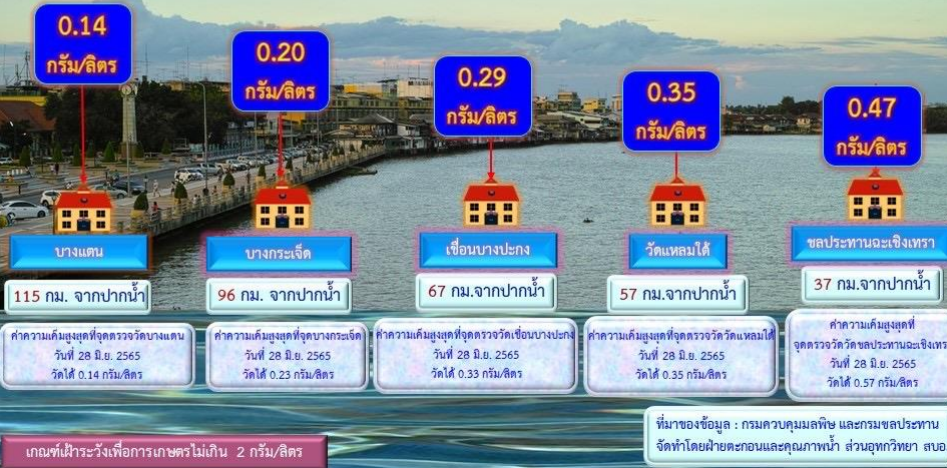 0.14
กรัม/ลิตร
0.20
กรัม/ลิตร
0.29
กรัม/ลิตร
0.35
กรัม/ลิตร
0.47
กรัม/ลิตร
บางแตน
บางกระเจ็ด
เขื่อนบางปะกง
วัดแหลมใต้
ชลประทานฉะเชิงเทรา
115 กม. จากปากน้ำ
96 กม. จากปากน้ำ
67 กม.จากปากน้ำ
57 กม.จากปากน้ำ
37 กม.จากปากน้ำ
ค่าความเค็มสูงสุดที่จุดตรวจวัดบางแตน
วันที่ 28 มิ.ย. 2565
วัดได้ 0.14 กรัม/ลิตร
ค่าความเค็มสูงสุดที่จุดบางกระเจ็ด
วันที่ 28 มิ.ย. 2565
วัดได้ 0.23 กรัม/ลิตร
ค่าความเค็มสูงสุดที่จุดตรวจวัดเขื่อนบางปะกง
วันที่ 28 มิ.ย. 2565
วัดได้ 0.33 กรัม/ลิตร
ค่าความเค็มสูงสุดที่จุดตรวจวัดวัดแหลมใต้
วันที่ 28 มิ.ย. 2565
วัดได้ 0.35 กรัม/ลิตร
ค่าความเค็มสูงสุดที่
จุดตรวจวัดวัดชลประทานฉะเชิงเทรา
วันที่ 28 มิ.ย. 2565
วัดได้ 0.57 กรัม/ลิตร
เกณฑ์เฝ้าระวังเพื่อการเกษตรไม่เกิน 2 กรัม/ลิตร
ที่มาของข้อมูล : กรมควบคุมมลพิษ และกรมชลประทาน
จัดทำโดยฝ่ายตะกอนและคุณภาพน้ำ ส่วนอุทกวิทยา สบอ